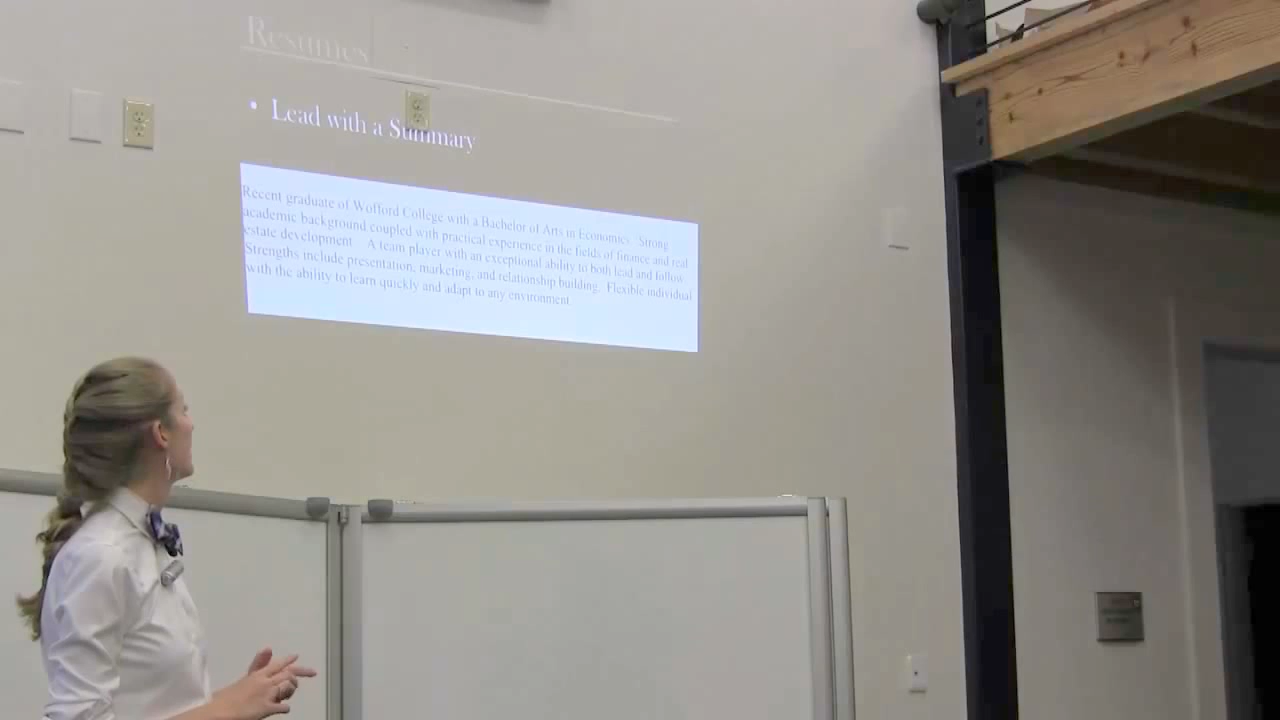 Resumes
• Lead with a Summary
Recent graduate of Wofford College with a Bachelor of Arts in Economics. Strong
academic background coupled with practical experience in the fields of finance and real
estate development. A team player with an exceptional ability to both lead and follow.
Strengths include presentation, marketing, and relationship building. Flexible individual
with the ability to learn quickly and adapt to any environment.